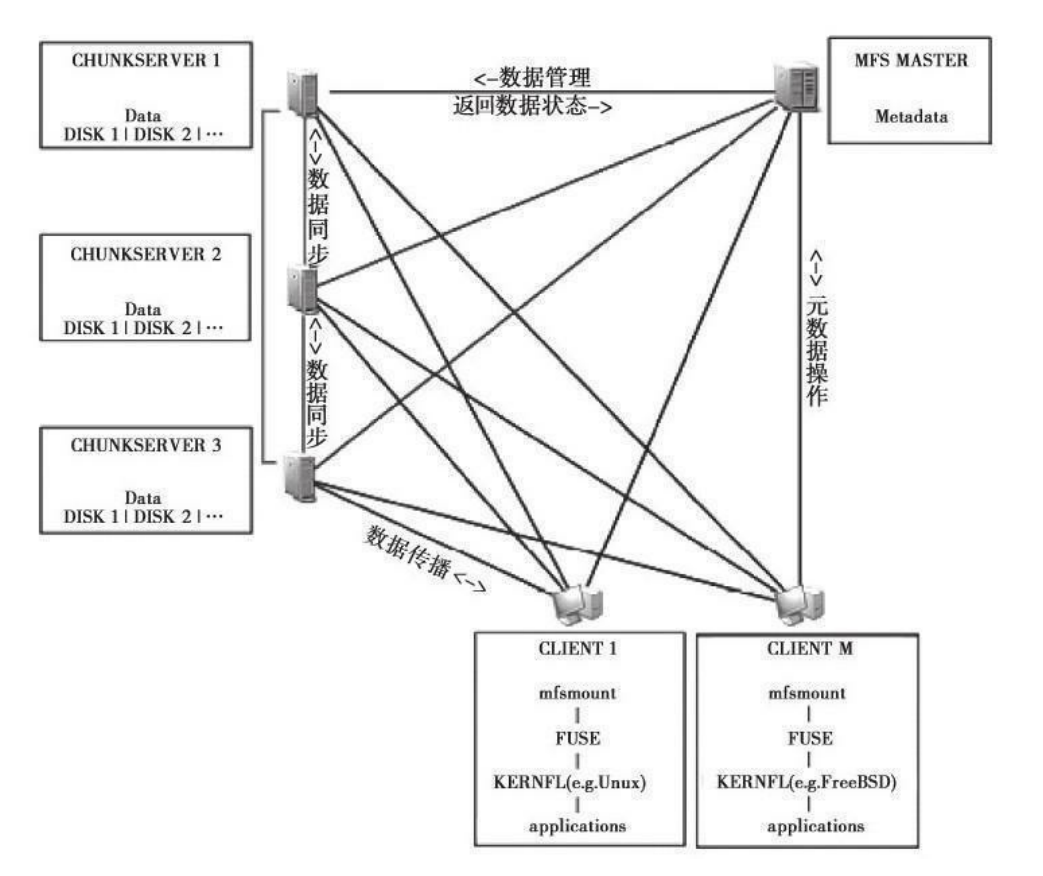 CHUNKSERVER 1
Data
DISK 1 | DISK 2 | …
<-数据管理
返回数据状态->
MFS MASTER
Metadata
<-> 数据同步
CHUNKSERVER 2
Data
DISK 1 | DISK 2 | …
<-> 元数据操作
<-> 数据同步
CHUNKSERVER 3
Data
DISK 1 | DISK 2 | …
数据传播 <->
CLIENT 1
mfsmount
FUSE
KERNFL(e.g.Unux)
applications
CLIENT M
mfsmount
FUSE
KERNFL(e.g.FreeBSD)
applications